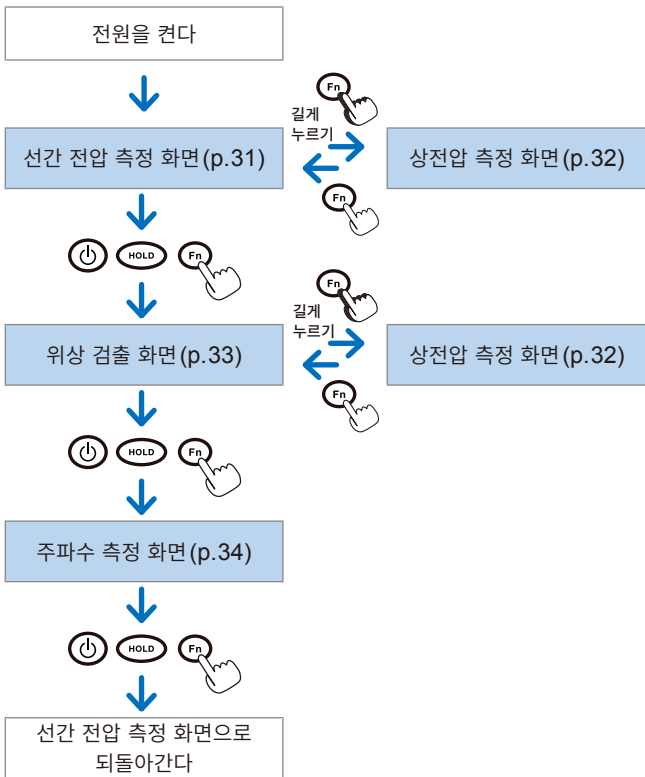 전원을 켠다
Fn
길게
누르기
선간 전압 측정 화면(p.31)
상전압 측정 화면(p.32)
Fn
HOLD Fn
Fn
길게
누르기
위상 검출 화면(p.33)
상전압 측정 화면(p.32)
Fn
HOLD Fn
주파수 측정 화면(p.34)
HOLD Fn
선간 전압 측정 화면으로
되돌아간다